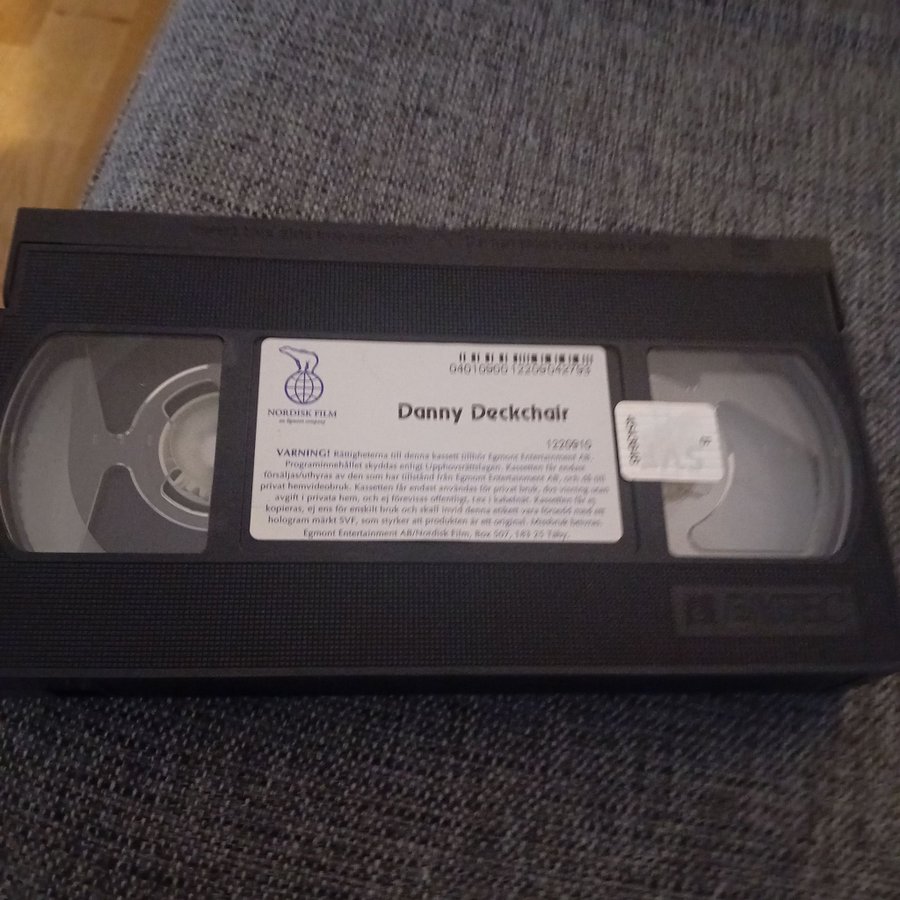 NORDISK FILM
an Egmont company
04010900 12209042793
Danny Deckchair
1220915
VARNING! Rättigheterna till denna kassett tillhör Egmont Entertainment AB.
Programinnehållet skyddas enligt Upphovsrättslagen. Kassetten får endast
försäljas/uthyras av den som har tillstånd från Egmont Entertainment AB, och då till
privat hemvideobruk. Kassetten får endast användas för privat bruk, dvs visning utan
avgift i privata hem, och ej förevisas offentligt, t ex i kabelnät. Kassetten får ej
kopieras, ej ens för enskilt bruk och skall invid denna etikett vara försedd med ett
hologram märkt SVF, som styrker att produkten är ett original. Missbruk beivras.
Egmont Entertainment AB/Nordisk Film, Box 507, 183 25 Täby.